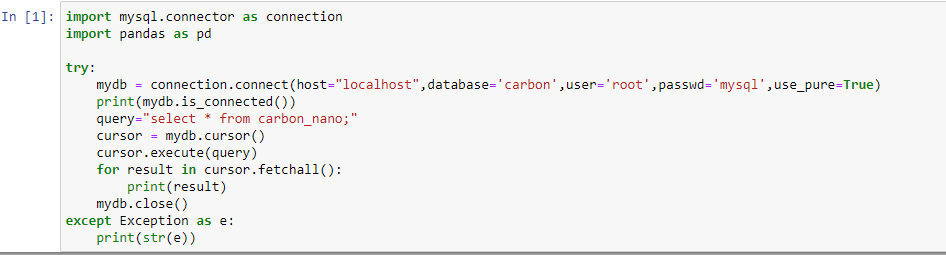 In [1]: import mysql.connector as connection
import pandas as pd
try:
    mydb = connection.connect(host="localhost",database='carbon',user='root',passwd='mysql',use_pure=True)
    print(mydb.is_connected())
    query="select * from carbon_nano;"
    cursor = mydb.cursor()
    cursor.execute(query)
    for result in cursor.fetchall():
        print(result)
    mydb.close()
except Exception as e:
    print(str(e))